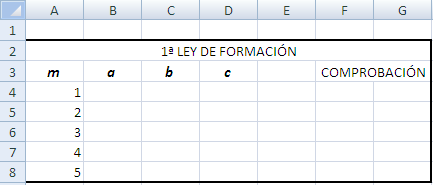 A B C D E F G
1
2 1ª LEY DE FORMACIÓN
3 m a b c COMPROBACIÓN
4 1
5 2
6 3
7 4
8 5